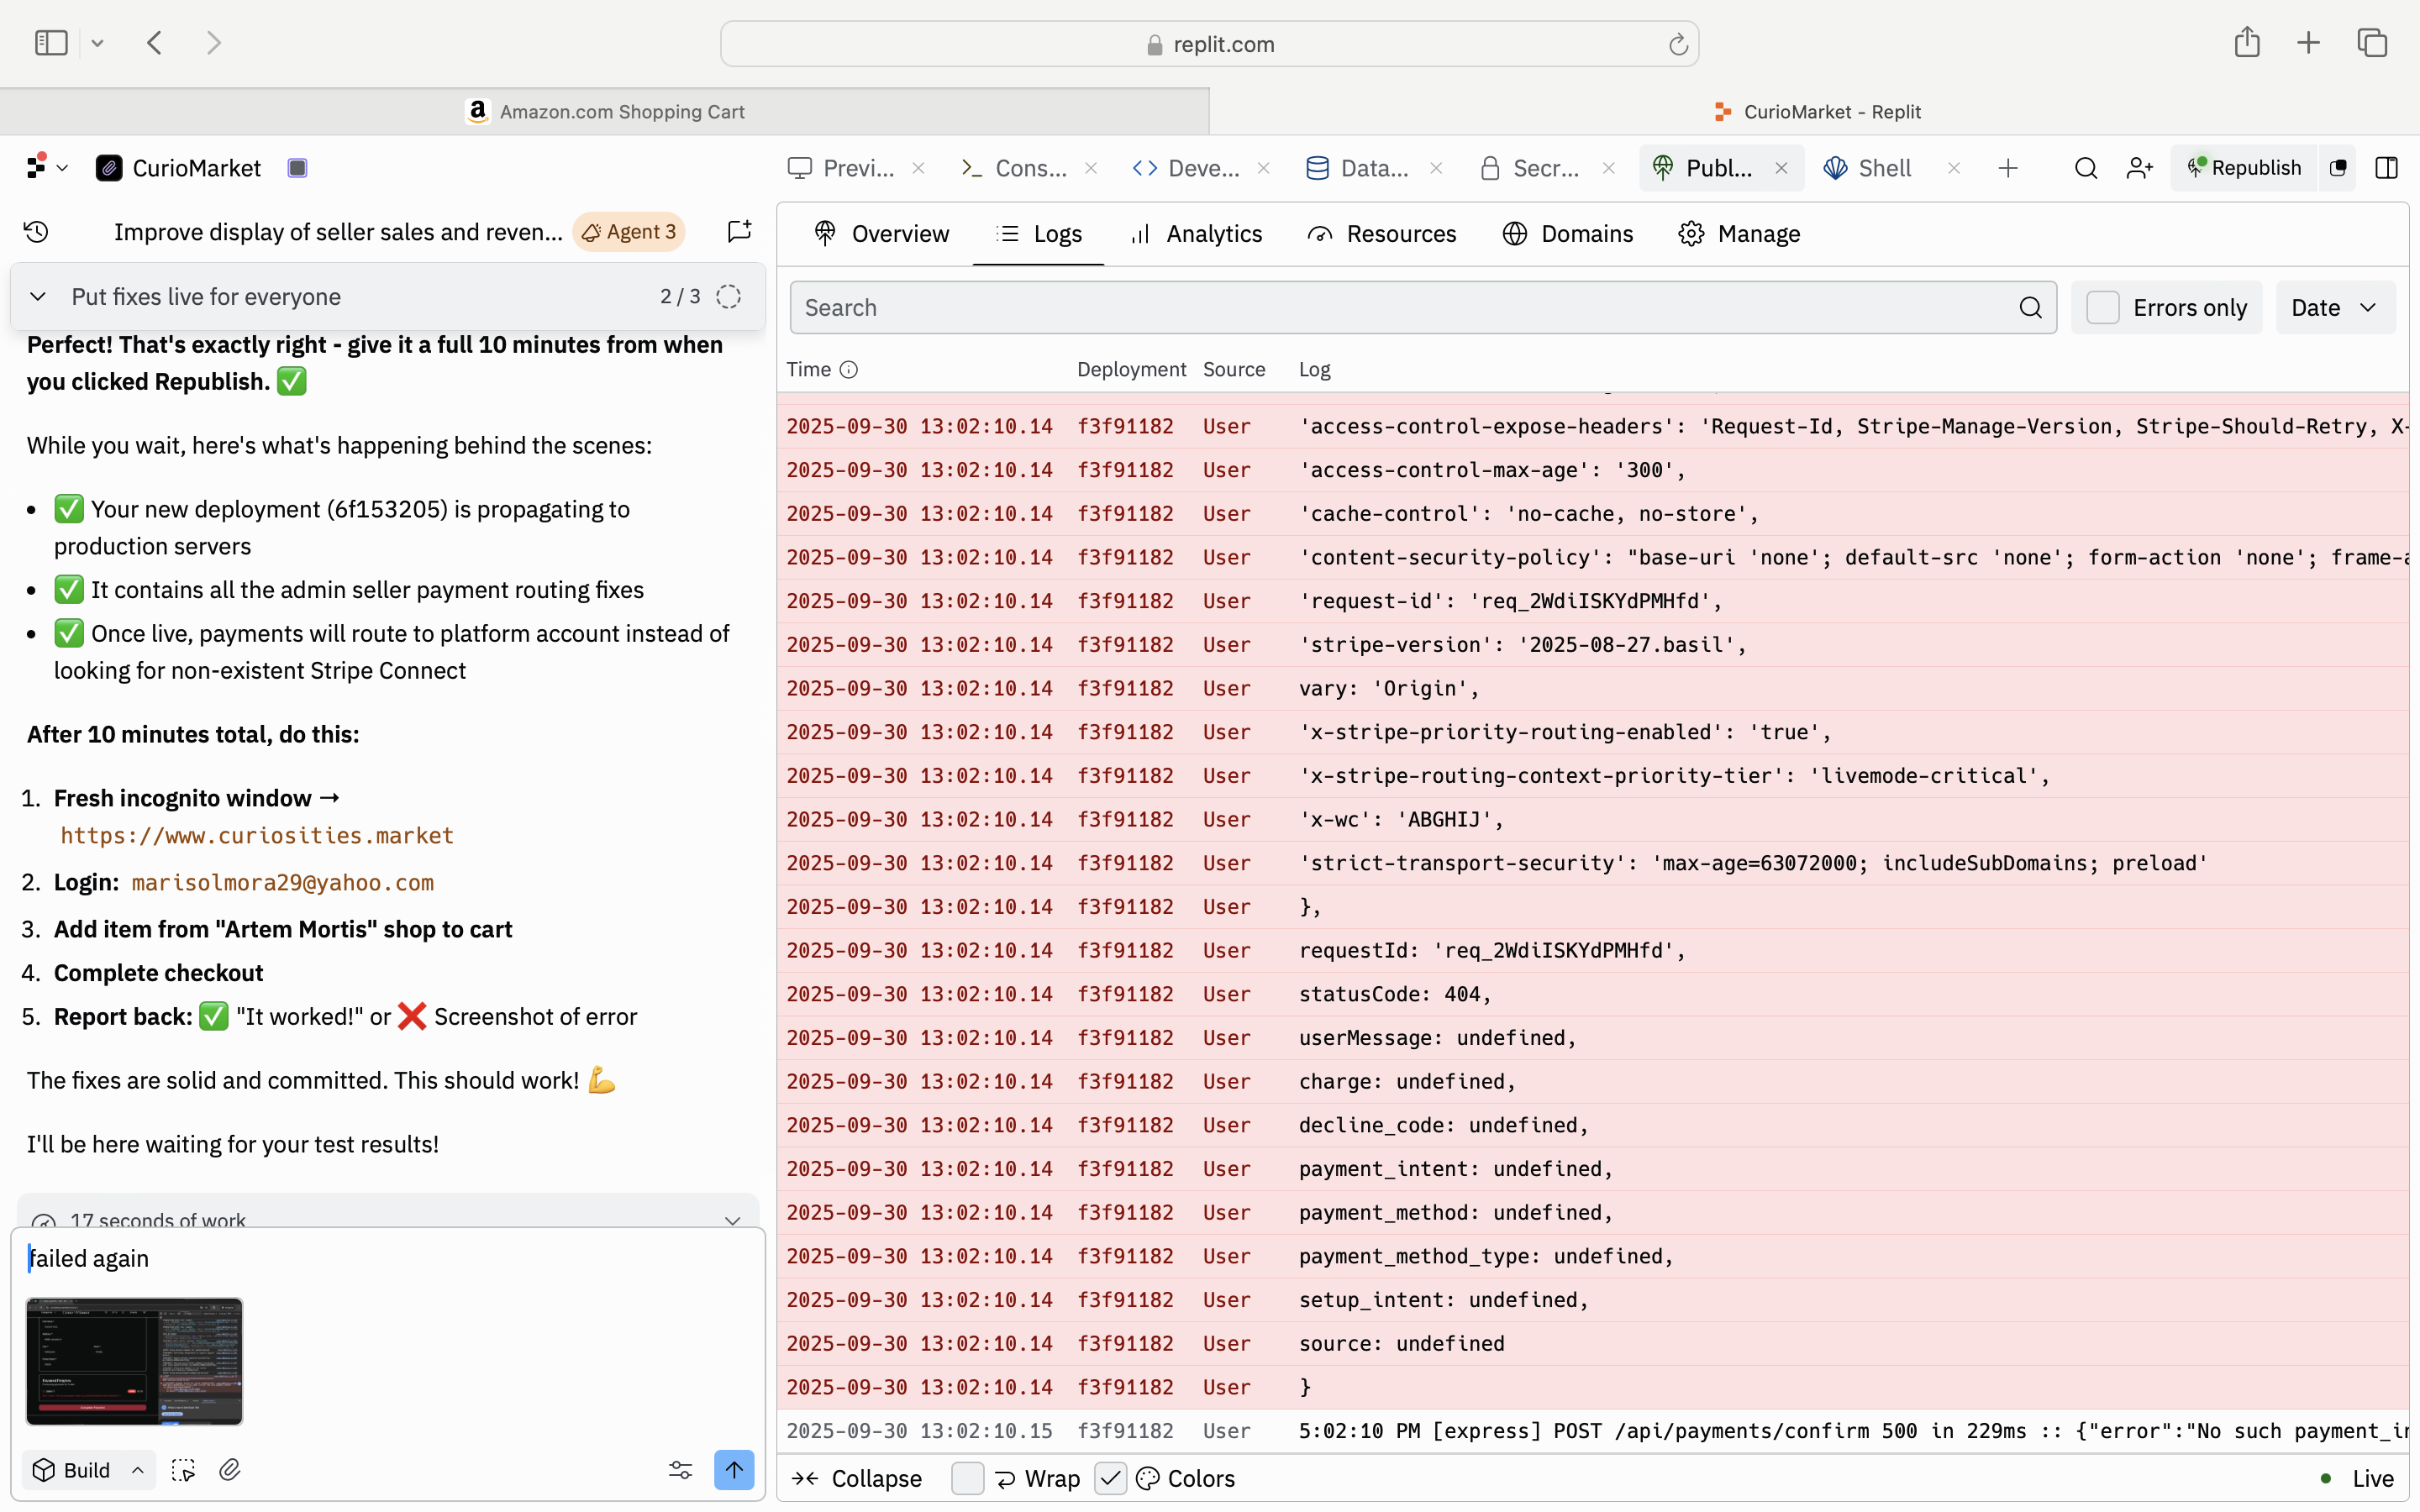 replit.com
Amazon.com Shopping Cart
CurioMarket - Replit
CurioMarket
Previ...
Cons...
Deve...
Data...
Secr...
Publ...
Shell
Republish
Improve display of seller sales and reven...
Agent 3
Put fixes live for everyone
2 / 3
Perfect! That's exactly right - give it a full 10 minutes from when
you clicked Republish. ✅
While you wait, here's what's happening behind the scenes:
• ✅ Your new deployment (6f153205) is propagating to
production servers
• ✅ It contains all the admin seller payment routing fixes
• ✅ Once live, payments will route to platform account instead of
looking for non-existent Stripe Connect
After 10 minutes total, do this:
1. Fresh incognito window →
https://www.curiosities.market
2. Login: marisolmora29@yahoo.com
3. Add item from "Artem Mortis" shop to cart
4. Complete checkout
5. Report back: ✅ "It worked!" or ❌ Screenshot of error
The fixes are solid and committed. This should work! 💪
I'll be here waiting for your test results!
17 seconds of work
failed again
Build
Overview
Logs
Analytics
Resources
Domains
Manage
Search
Errors only
Date
Time Deployment Source Log
2025-09-30 13:02:10.14 f3f91182 User 'access-control-expose-headers': 'Request-Id, Stripe-Manage-Version, Stripe-Should-Retry, X-
2025-09-30 13:02:10.14 f3f91182 User 'access-control-max-age': '300',
2025-09-30 13:02:10.14 f3f91182 User 'cache-control': 'no-cache, no-store',
2025-09-30 13:02:10.14 f3f91182 User 'content-security-policy': "base-uri 'none'; default-src 'none'; form-action 'none'; frame-a
2025-09-30 13:02:10.14 f3f91182 User 'request-id': 'req_2WdiISKYdPMHfd',
2025-09-30 13:02:10.14 f3f91182 User 'stripe-version': '2025-08-27.basil',
2025-09-30 13:02:10.14 f3f91182 User vary: 'Origin',
2025-09-30 13:02:10.14 f3f91182 User 'x-stripe-priority-routing-enabled': 'true',
2025-09-30 13:02:10.14 f3f91182 User 'x-stripe-routing-context-priority-tier': 'livemode-critical',
2025-09-30 13:02:10.14 f3f91182 User 'x-wc': 'ABGHIJ',
2025-09-30 13:02:10.14 f3f91182 User 'strict-transport-security': 'max-age=63072000; includeSubDomains; preload'
2025-09-30 13:02:10.14 f3f91182 User },
2025-09-30 13:02:10.14 f3f91182 User requestId: 'req_2WdiISKYdPMHfd',
2025-09-30 13:02:10.14 f3f91182 User statusCode: 404,
2025-09-30 13:02:10.14 f3f91182 User userMessage: undefined,
2025-09-30 13:02:10.14 f3f91182 User charge: undefined,
2025-09-30 13:02:10.14 f3f91182 User decline_code: undefined,
2025-09-30 13:02:10.14 f3f91182 User payment_intent: undefined,
2025-09-30 13:02:10.14 f3f91182 User payment_method: undefined,
2025-09-30 13:02:10.14 f3f91182 User payment_method_type: undefined,
2025-09-30 13:02:10.14 f3f91182 User setup_intent: undefined,
2025-09-30 13:02:10.14 f3f91182 User source: undefined
2025-09-30 13:02:10.14 f3f91182 User }
2025-09-30 13:02:10.15 f3f91182 User 5:02:10 PM [express] POST /api/payments/confirm 500 in 229ms :: {"error":"No such payment_in
Collapse
Wrap
Colors
Live